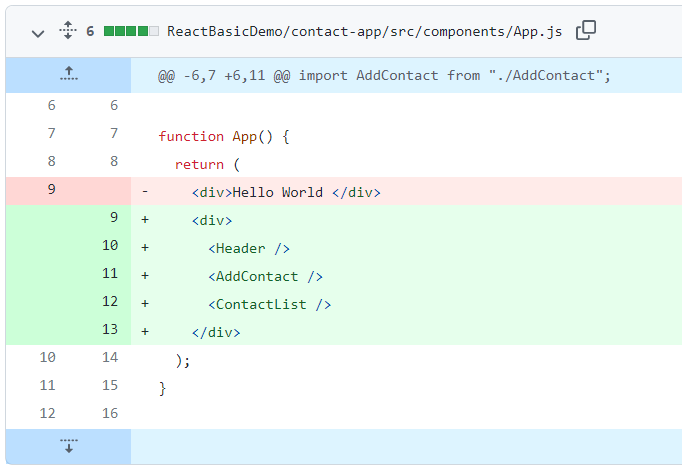 6 ReactBasicDemo/contact-app/src/components/App.js
@@ -6,7 +6,11 @@ import AddContact from "./AddContact";
6 6
7 7 function App() {
8 8 return (
9 - <div>Hello World </div>
9 + <div>
10 + <Header />
11 + <AddContact />
12 + <ContactList />
13 + </div>
10 14 );
11 15 }
12 16